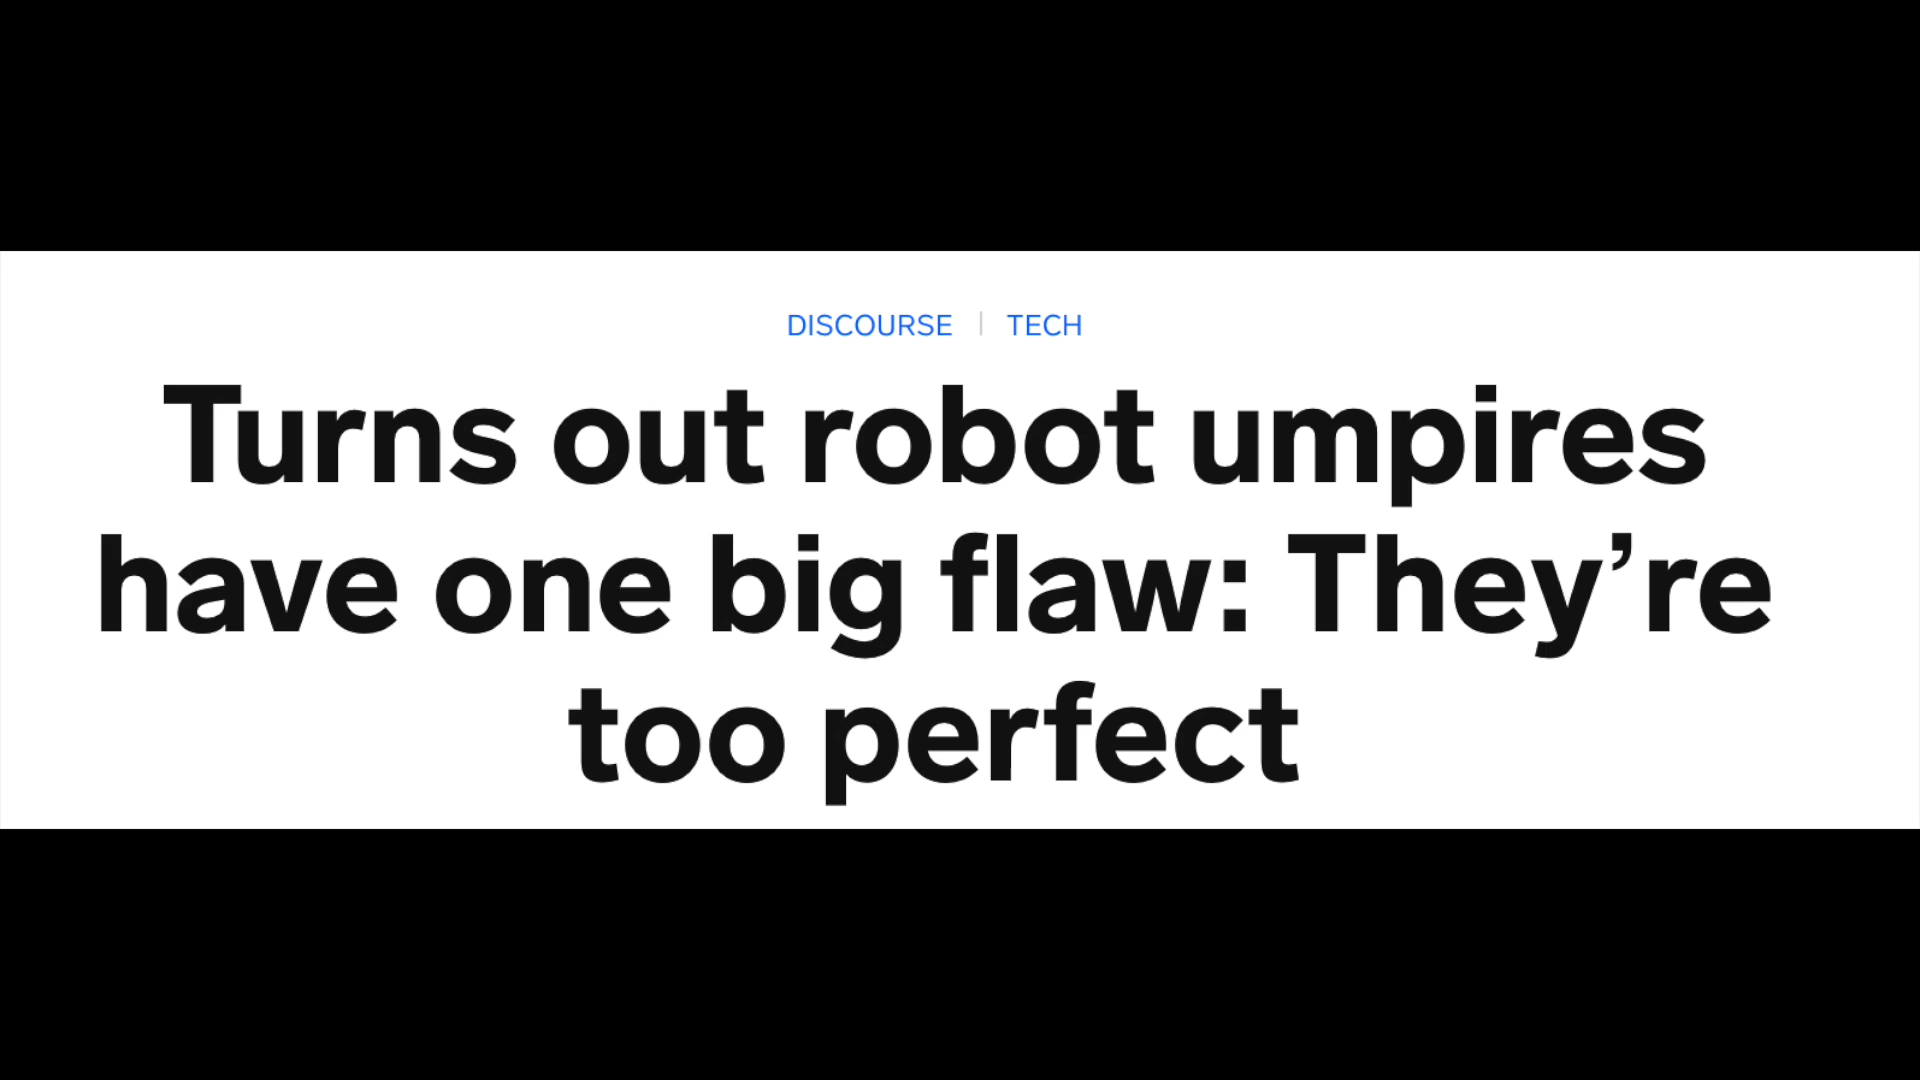 DISCOURSE | TECH
Turns out robot umpires
have one big flaw: They’re
too perfect